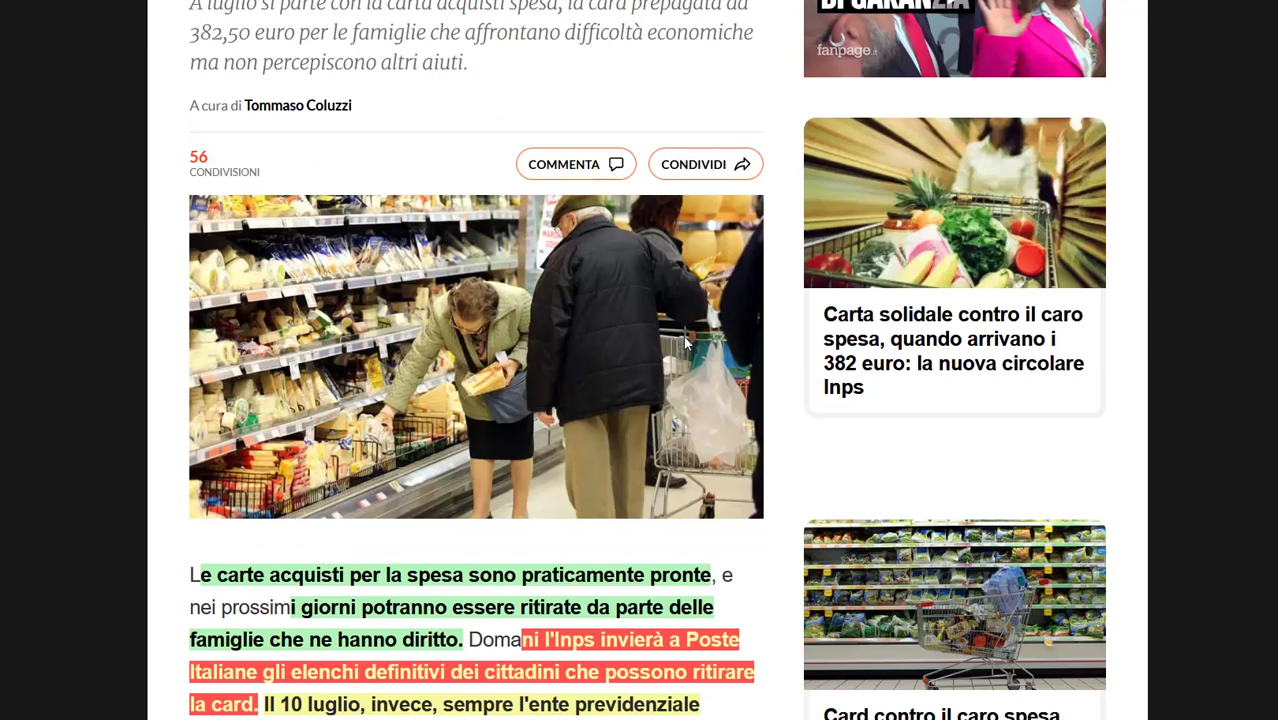 A luglio si parte con la carta acquisti spesa, la card prepagata da
382,50 euro per le famiglie che affrontano difficoltà economiche
ma non percepiscono altri aiuti.
A cura di Tommaso Coluzzi
56
CONDIVISIONI
COMMENTA
CONDIVIDI
Le carte acquisti per la spesa sono praticamente pronte, e
nei prossimi giorni potranno essere ritirate da parte delle
famiglie che ne hanno diritto. Domani l'Inps invierà a Poste
Italiane gli elenchi definitivi dei cittadini che possono ritirare
la card. Il 10 luglio, invece, sempre l'ente previdenziale
DI GARANZIA
fanpage.it
Carta solidale contro il caro
spesa, quando arrivano i
382 euro: la nuova circolare
Inps
Card contro il caro spesa